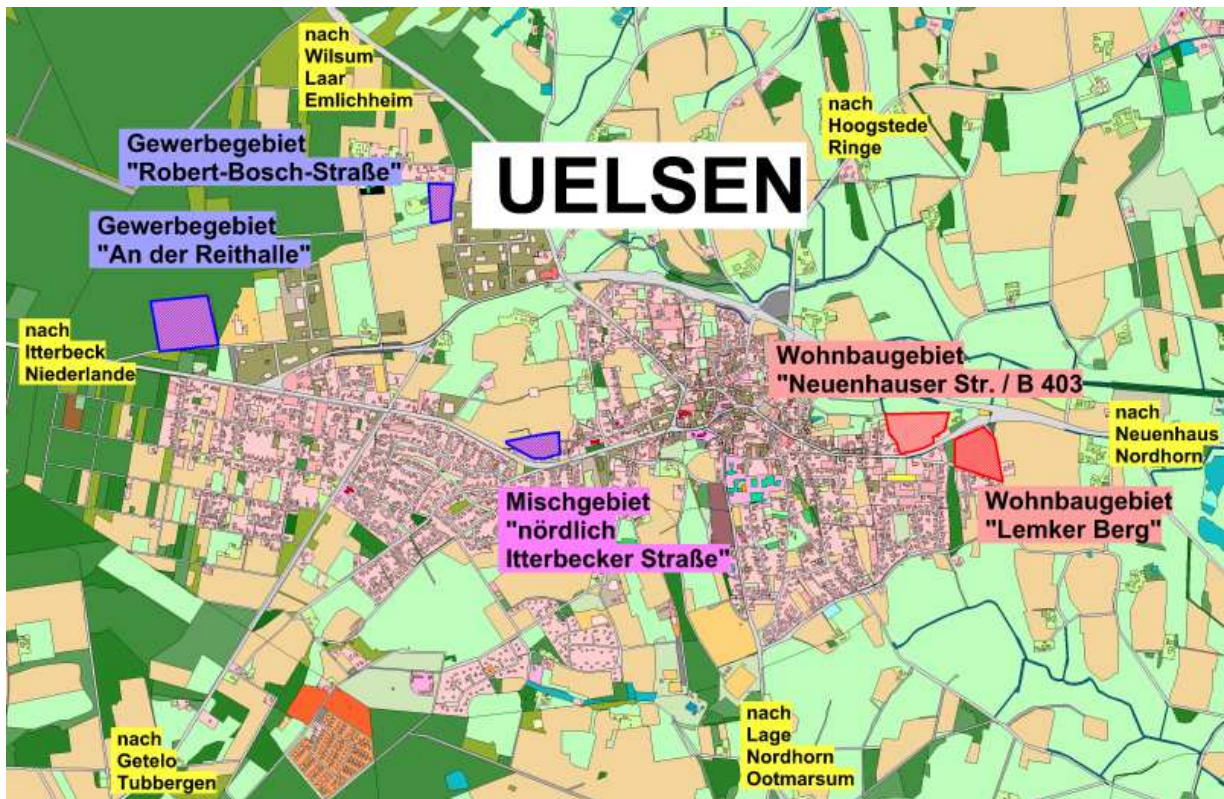 nach
Wilsum
Laar
Emlichheim
nach
Hoogstede
Ringe
Gewerbegebiet
"Robert-Bosch-Straße"
UELSEN
Gewerbegebiet
"An der Reithalle"
nach
Itterbeck
Niederlande
Wohnbaugebiet
"Neuenhauser Str. / B 403
nach
Neuenhaus
Nordhorn
Mischgebiet
"nördlich
Itterbecker Straße"
Wohnbaugebiet
"Lemker Berg"
nach
Getelo
Tubbergen
nach
Lage
Nordhorn
Ootmarsum